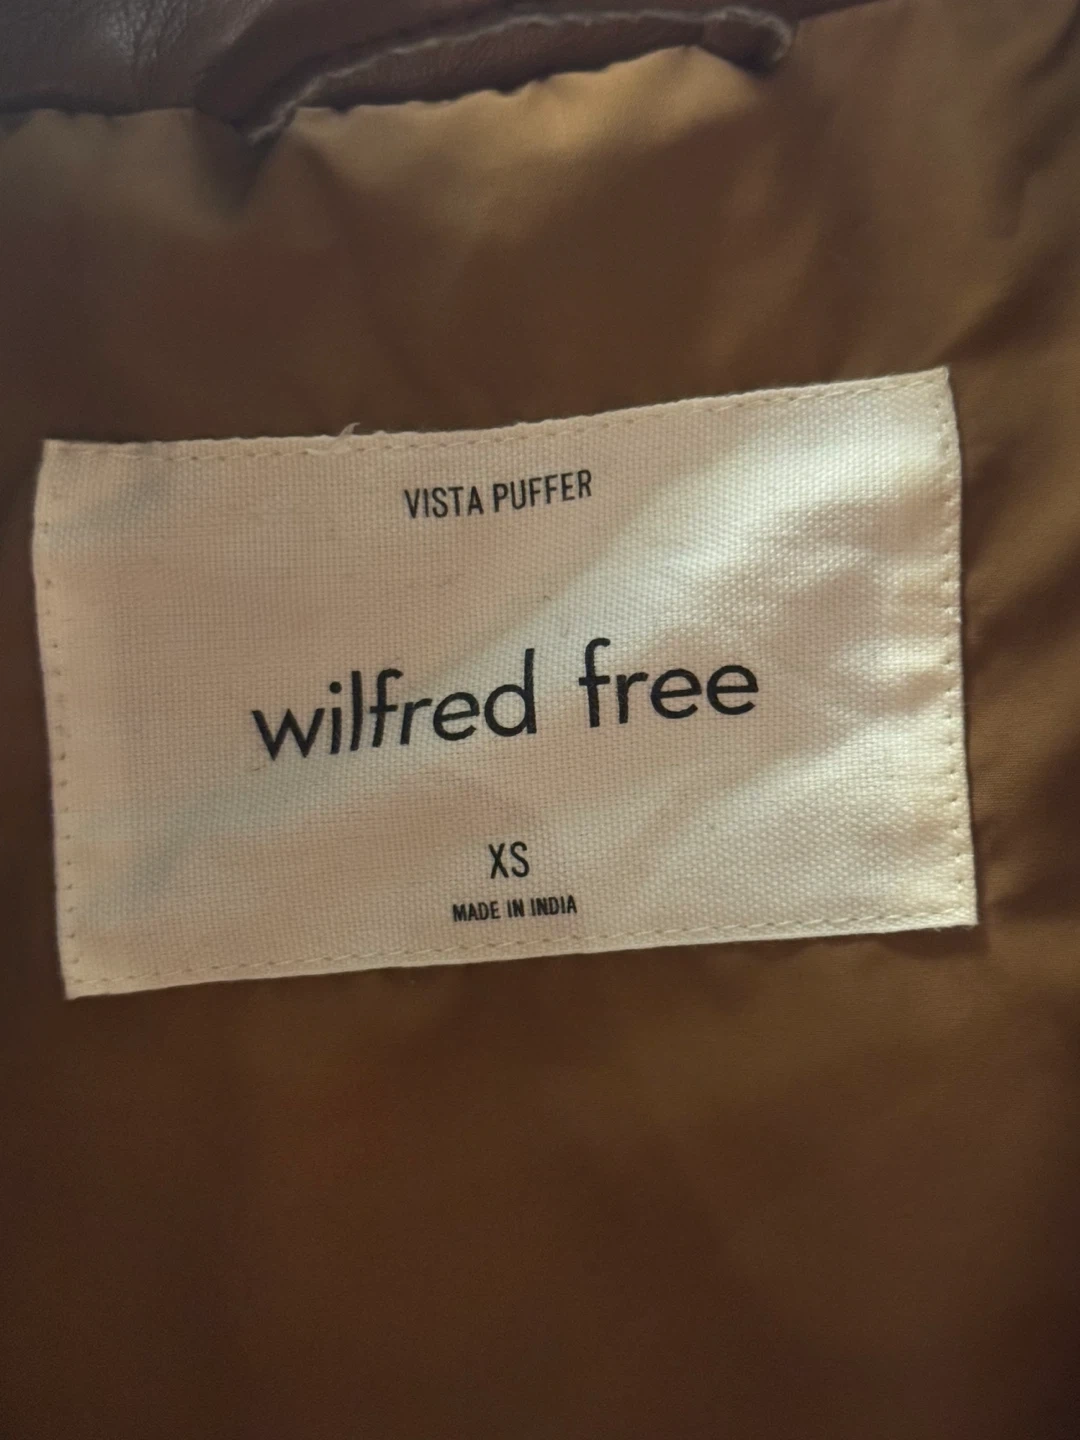 VISTA PUFFER
wilfred free
XS
MADE IN INDIA